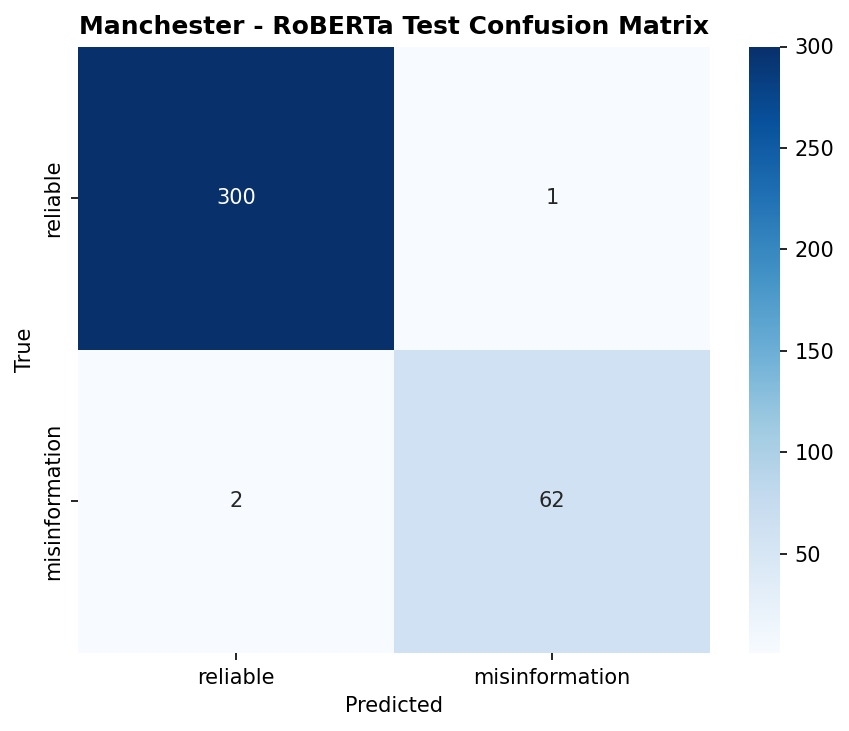 Manchester - RoBERTa Test Confusion Matrix
300
1
2
62
reliable
misinformation
True
reliable
misinformation
Predicted
300
250
200
150
100
50